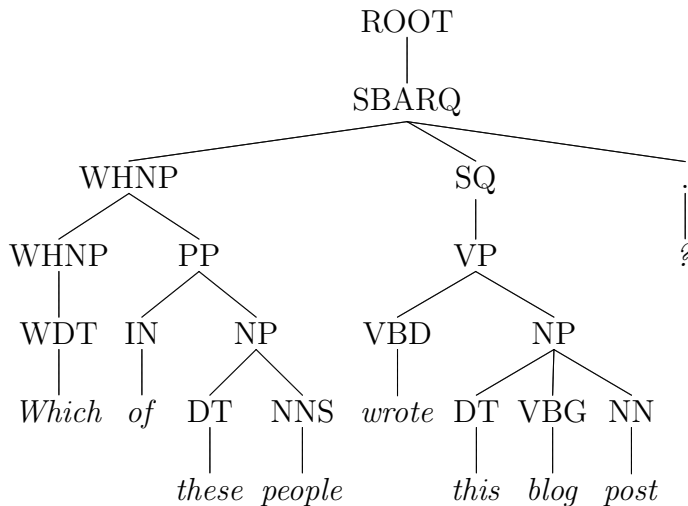 ROOT
SBARQ
WHNP SQ .
WHNP PP VP ?
WDT IN NP VBD NP
Which of DT NNS wrote DT VBG NN
these people this blog post